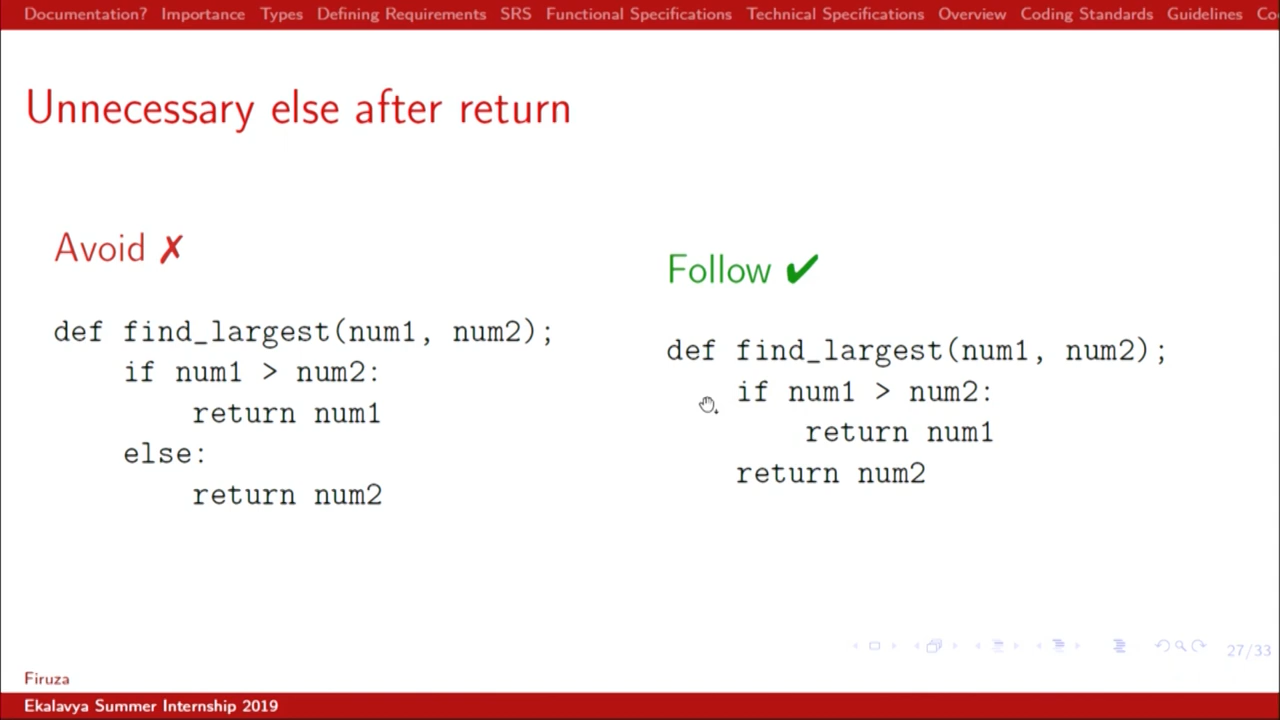 Documentation? Importance Types Defining Requirements SRS Functional Specifications Technical Specifications Overview Coding Standards Guidelines
Unnecessary else after return
Avoid ✗
def find_largest(num1, num2);
if num1 > num2:
return num1
else:
return num2
Follow ✔
def find_largest(num1, num2);
if num1 > num2:
return num1
return num2
27/33
Firuza
Ekalavya Summer Internship 2019